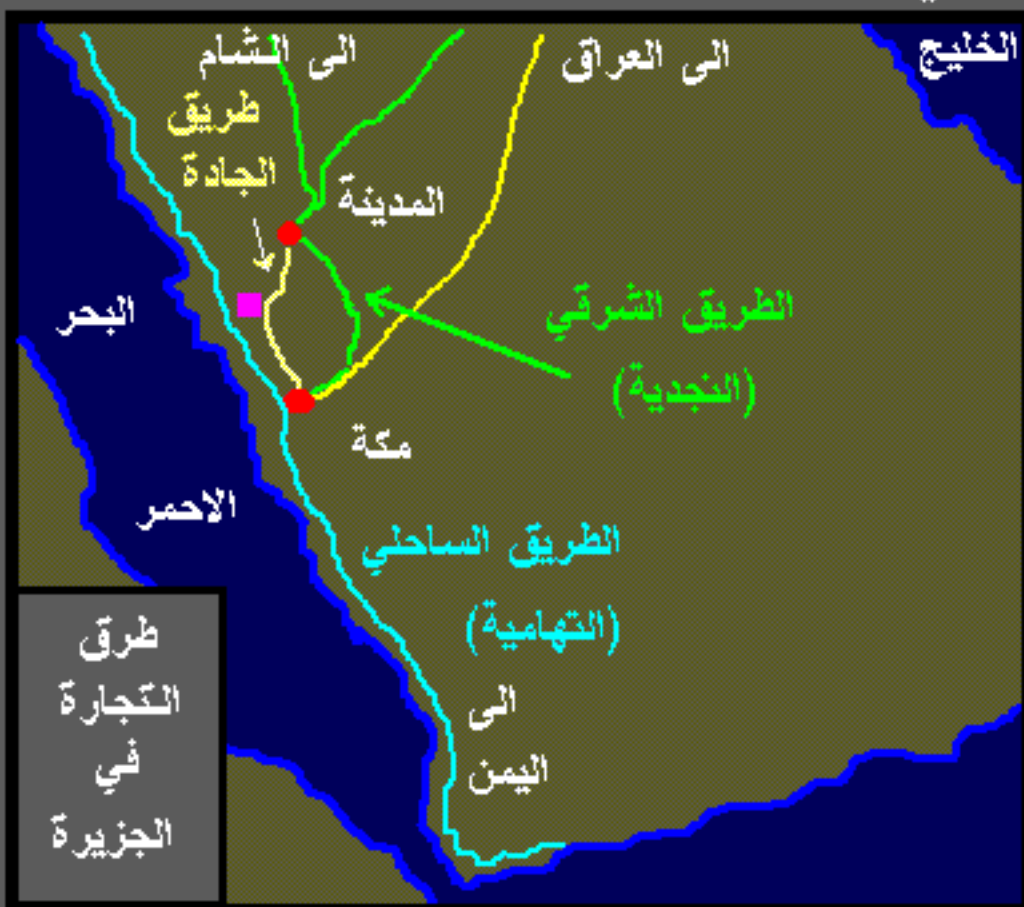 الى الشام
الى العراق
الخليج
طريق
الجادة
المدينة
البحر
الطريق الشرقي
(النجدية)
مكة
الاحمر
الطريق الساحلي
(التهامية)
الى
اليمن
طرق
التجارة
في
الجزيرة